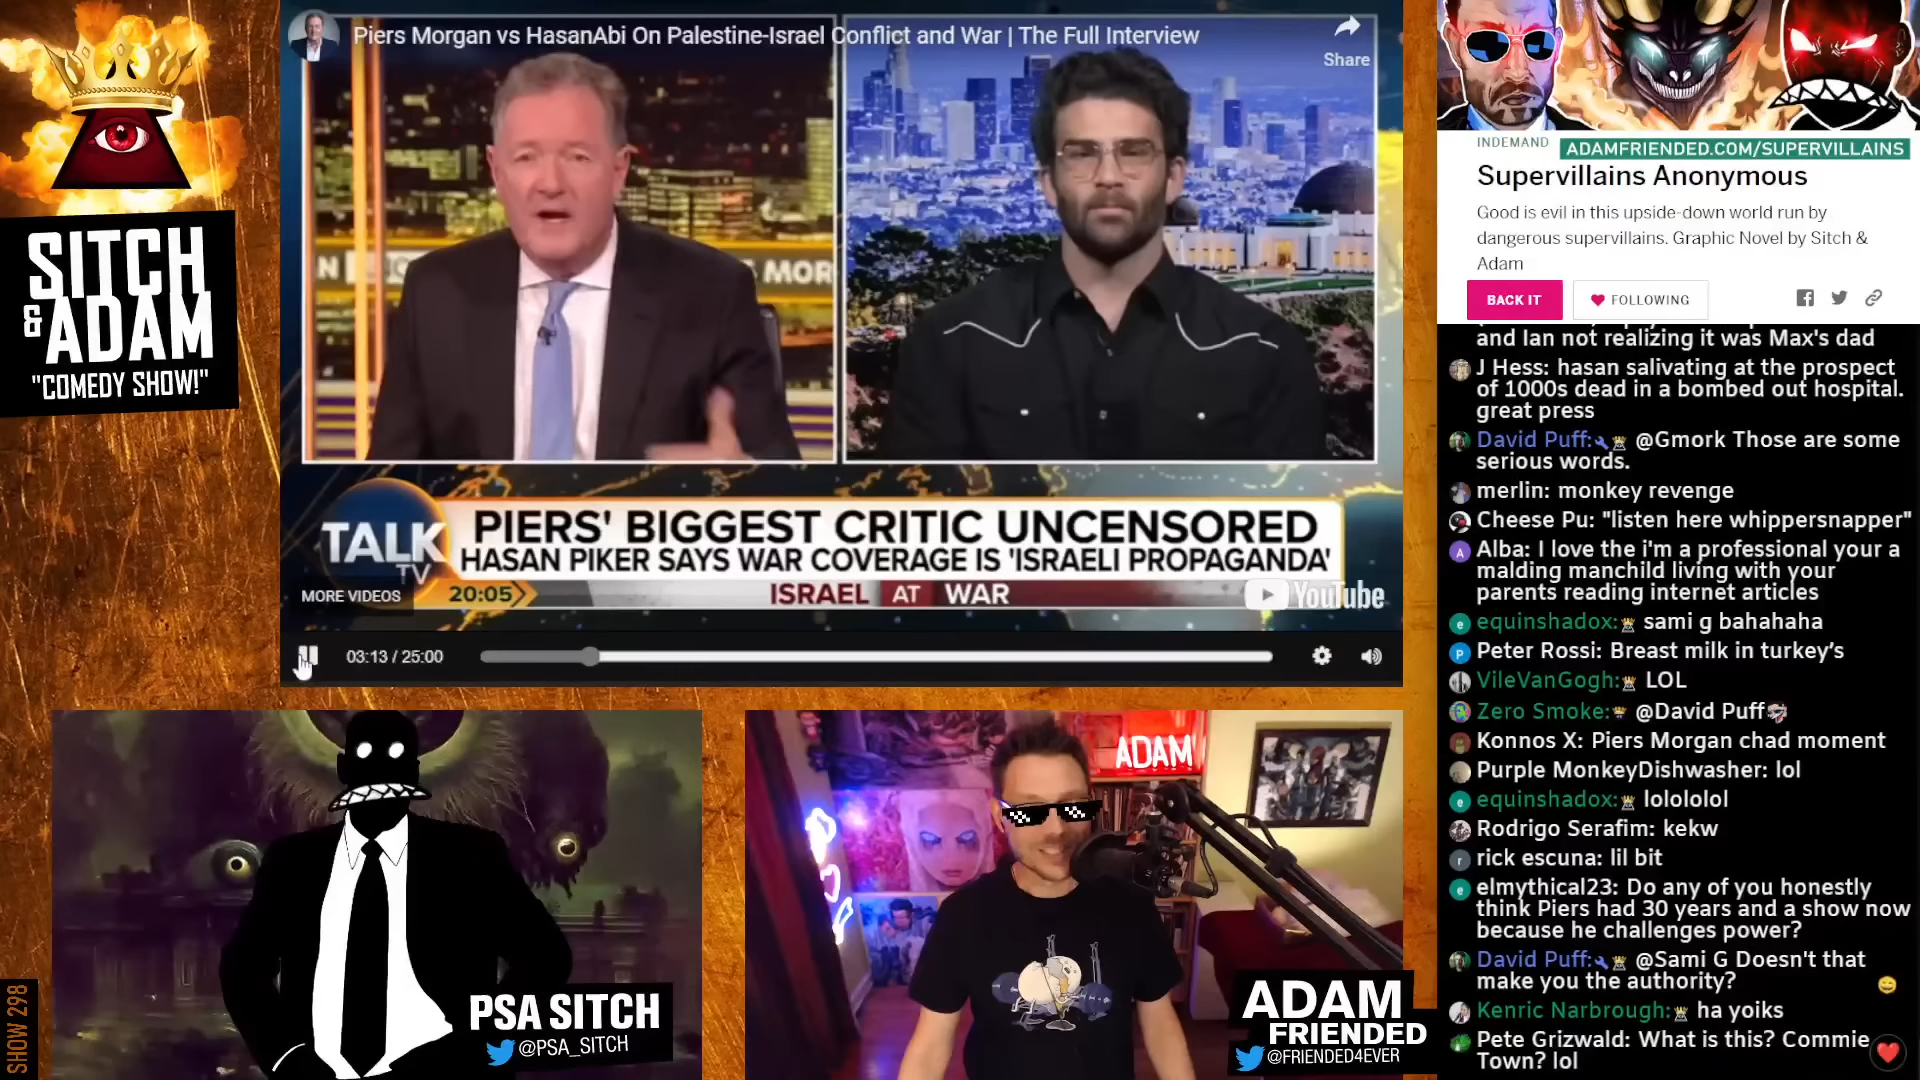 SITCH
& ADAM
"COMEDY SHOW!"
SHOW 298
Piers Morgan vs HasanAbi On Palestine-Israel Conflict and War | The Full Interview
Share
MOR
TALK
TV
PIERS' BIGGEST CRITIC UNCENSORED
HASAN PIKER SAYS WAR COVERAGE IS 'ISRAELI PROPAGANDA'
MORE VIDEOS
20:05
ISRAEL AT WAR
YouTube
03:13 / 25:00
PSA SITCH
@PSA_SITCH
ADAM
ADAM
FRIENDED
@FRIENDED4EVER
INDEMAND
ADAMFRIENDED.COM/SUPERVILLAINS
Supervillains Anonymous
Good is evil in this upside-down world run by
dangerous supervillains. Graphic Novel by Sitch &
Adam
BACK IT
FOLLOWING
and Ian not realizing it was Max's dad
J Hess: hasan salivating at the prospect
of 1000s dead in a bombed out hospital.
great press
David Puff: @Gmork Those are some
serious words.
merlin: monkey revenge
Cheese Pu: "listen here whippersnapper"
A Alba: I love the i'm a professional your a
malding manchild living with your
parents reading internet articles
e equinshadox: sami g bahahaha
P Peter Rossi: Breast milk in turkey's
VileVanGogh: LOL
Zero Smoke: @David Puff
Konnos X: Piers Morgan chad moment
Purple MonkeyDishwasher: lol
e equinshadox: lolololol
Rodrigo Serafim: kekw
r rick escuna: lil bit
e elmythical23: Do any of you honestly
think Piers had 30 years and a show now
because he challenges power?
David Puff: @Sami G Doesn't that
make you the authority?
Kenric Narbrough: ha yoiks
Pete Grizwald: What is this? Commie
Town? lol